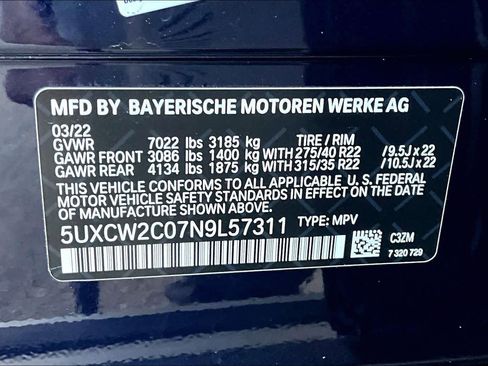 MFD BY BAYERISCHE MOTOREN WERKE AG
03/22
GVWR 7022 lbs 3185 kg TIRE / RIM
GAWR FRONT 3086 lbs 1400 kg WITH 275/40 R22 /9.5J x 22
GAWR REAR 4134 lbs 1875 kg WITH 315/35 R22 /10.5J x 22
THIS VEHICLE CONFORMS TO ALL APPLICABLE U. S. FEDERAL
MOTOR VEHICLE SAFETY STANDARDS IN EFFECT ON THE
DATE OF MANUFACTURE SHOWN ABOVE.
5UXCW2C07N9L57311 TYPE: MPV
C3ZM
7 320 729